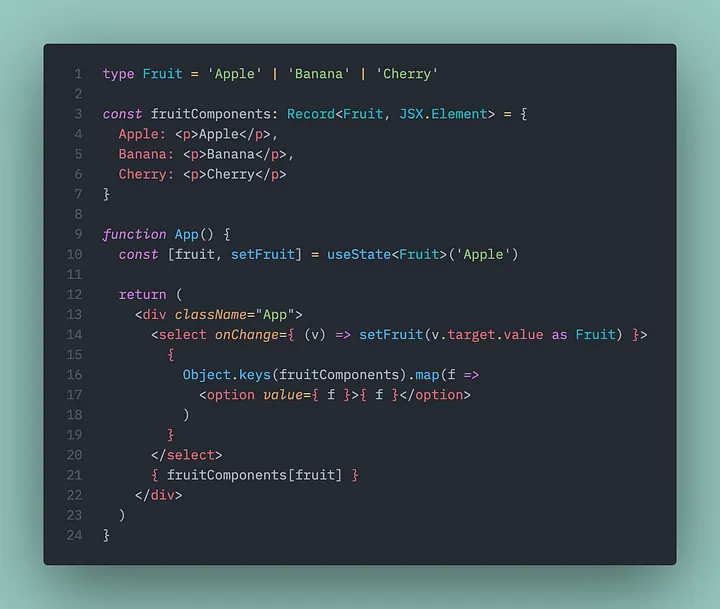 1 type Fruit = 'Apple' | 'Banana' | 'Cherry'
2
3 const fruitComponents: Record<Fruit, JSX.Element> = {
4   Apple: <p>Apple</p>,
5   Banana: <p>Banana</p>,
6   Cherry: <p>Cherry</p>
7 }
8
9 function App() {
10   const [fruit, setFruit] = useState<Fruit>('Apple')
11
12   return (
13     <div className="App">
14       <select onChange={ (v) => setFruit(v.target.value as Fruit) }>
15         {
16           Object.keys(fruitComponents).map(f =>
17             <option value={ f }>{ f }</option>
18           )
19         }
20       </select>
21       { fruitComponents[fruit] }
22     </div>
23   )
24 }